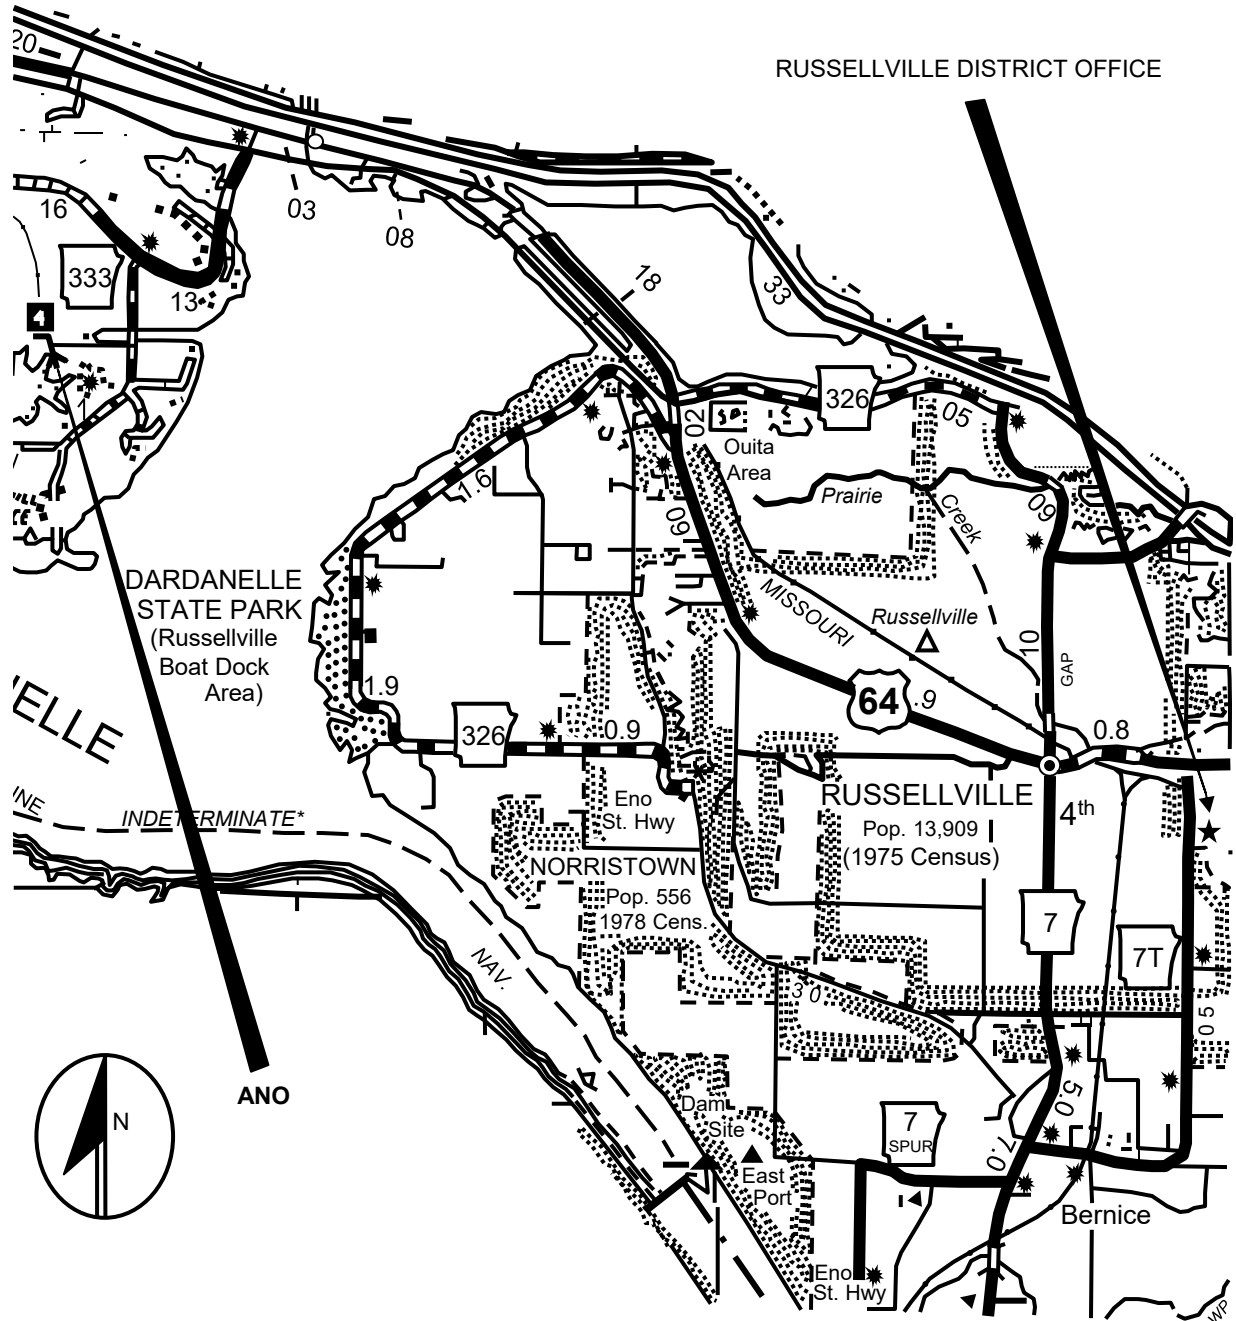 RUSSELLVILLE DISTRICT OFFICE
20
16
03
08
333
13
18
33
4
326
05
02
Ouita
Area
1.6
Prairie
Creek
09
09
DARDANELLE
STATE PARK
(Russellville
Boat Dock
Area)
MISSOURI
Russellville
10
GAP
1.9
64
.9
ELLE
326
0.9
0.8
INE
INDETERMINATE*
Eno
St. Hwy
RUSSELLVILLE
Pop. 13,909
(1975 Census)
4th
NORRISTOWN
Pop. 556
1978 Cens.
7
7T
NAV.
3 0
0 5
ANO
N
Dam
Site
5.0
7
SPUR
7.0
East
Port
Bernice
Eno
St. Hwy
WP